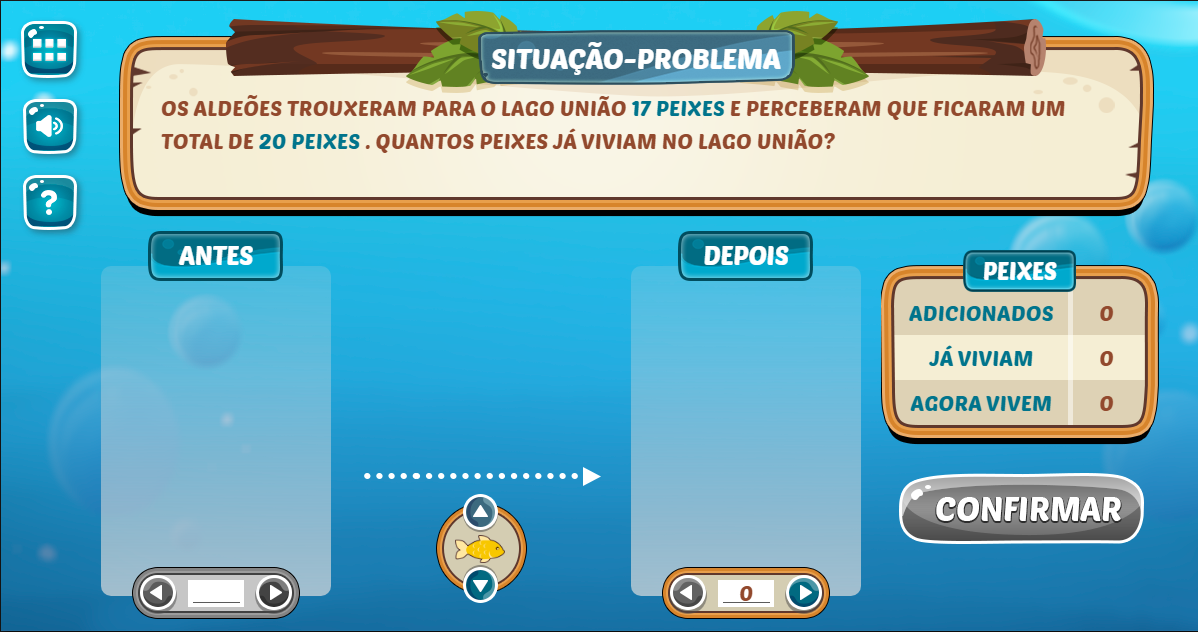 SITUAÇÃO-PROBLEMA
OS ALDEÕES TROUXERAM PARA O LAGO UNIÃO 17 PEIXES E PERCEBERAM QUE FICARAM UM
TOTAL DE 20 PEIXES . QUANTOS PEIXES JÁ VIVIAM NO LAGO UNIÃO?
?
ANTES
DEPOIS
PEIXES
ADICIONADOS 0
JÁ VIVIAM 0
AGORA VIVEM 0
CONFIRMAR
0